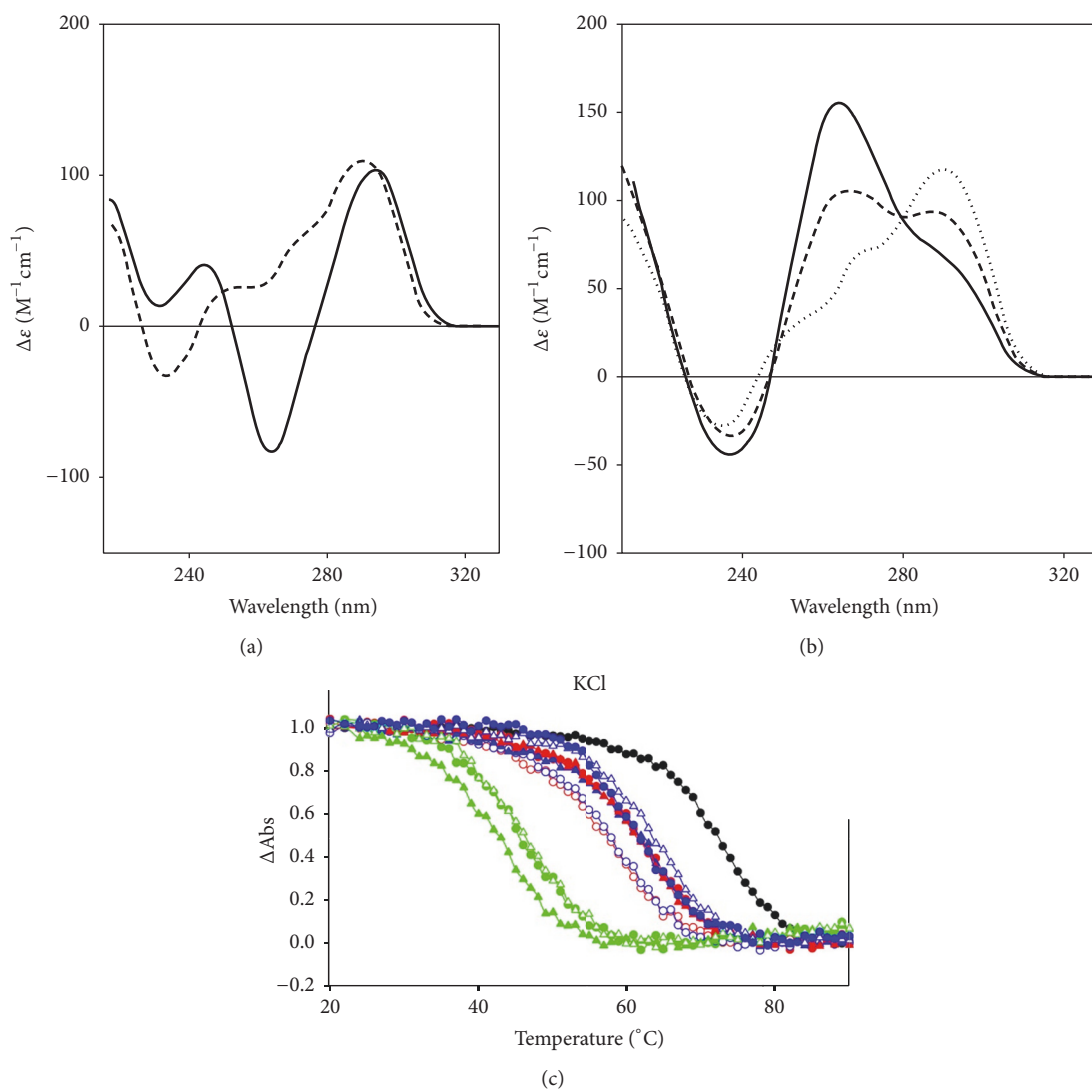 200
100
0
−100
Δε (M⁻¹cm⁻¹)
240
280
320
Wavelength (nm)
(a)
200
150
100
50
0
−50
−100
Δε (M⁻¹cm⁻¹)
240
280
320
Wavelength (nm)
(b)
KCl
1.0
0.8
0.6
0.4
0.2
0.0
−0.2
ΔAbs
20
40
60
80
Temperature (°C)
(c)